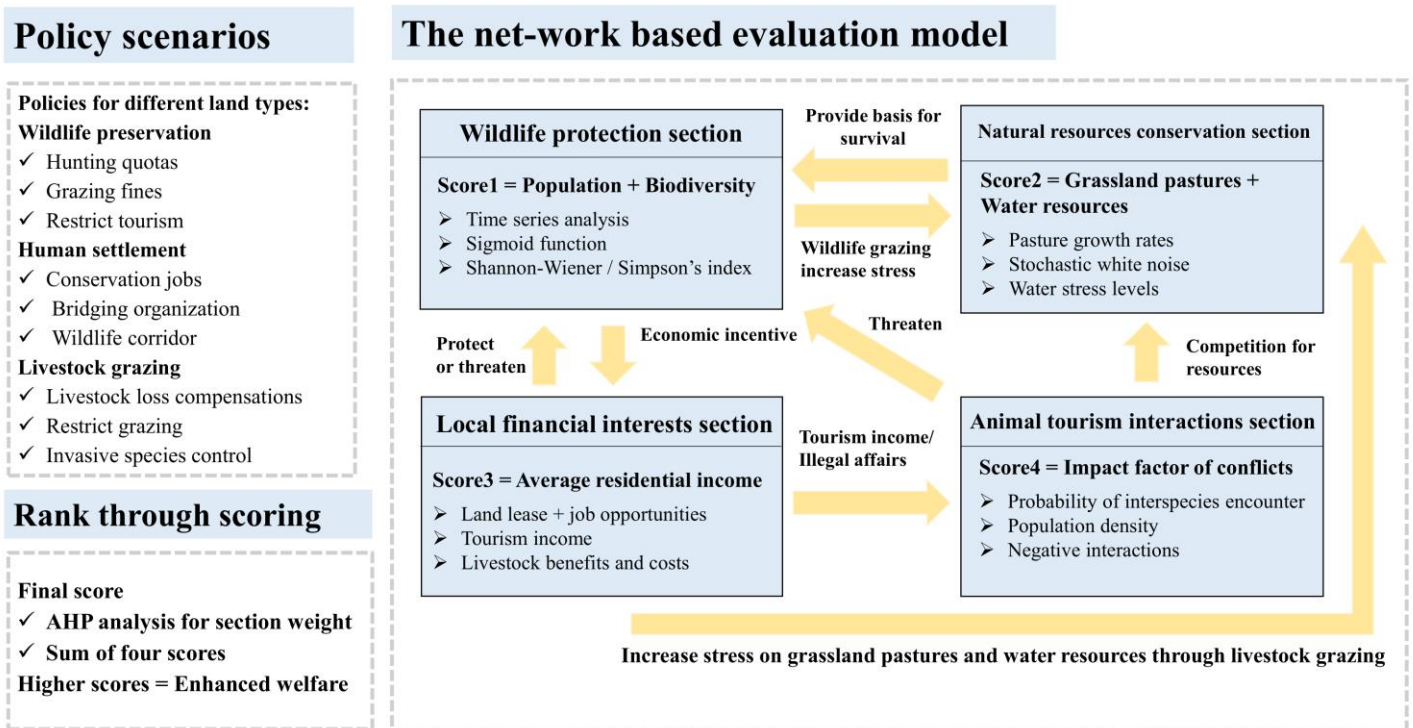 Policy scenarios
Policies for different land types:
Wildlife preservation
✓ Hunting quotas
✓ Grazing fines
✓ Restrict tourism
Human settlement
✓ Conservation jobs
✓ Bridging organization
✓ Wildlife corridor
Livestock grazing
✓ Livestock loss compensations
✓ Restrict grazing
✓ Invasive species control
Rank through scoring
Final score
✓ AHP analysis for section weight
✓ Sum of four scores
Higher scores = Enhanced welfare
The net-work based evaluation model
Wildlife protection section
Score1 = Population + Biodiversity
➢ Time series analysis
➢ Sigmoid function
➢ Shannon-Wiener / Simpson's index
Provide basis for
survival
Wildlife grazing
increase stress
Natural resources conservation section
Score2 = Grassland pastures +
Water resources
➢ Pasture growth rates
➢ Stochastic white noise
➢ Water stress levels
Protect
or threaten
Economic incentive
Threaten
Competition for
resources
Local financial interests section
Score3 = Average residential income
➢ Land lease + job opportunities
➢ Tourism income
➢ Livestock benefits and costs
Tourism income/
Illegal affairs
Animal tourism interactions section
Score4 = Impact factor of conflicts
➢ Probability of interspecies encounter
➢ Population density
➢ Negative interactions
Increase stress on grassland pastures and water resources through livestock grazing